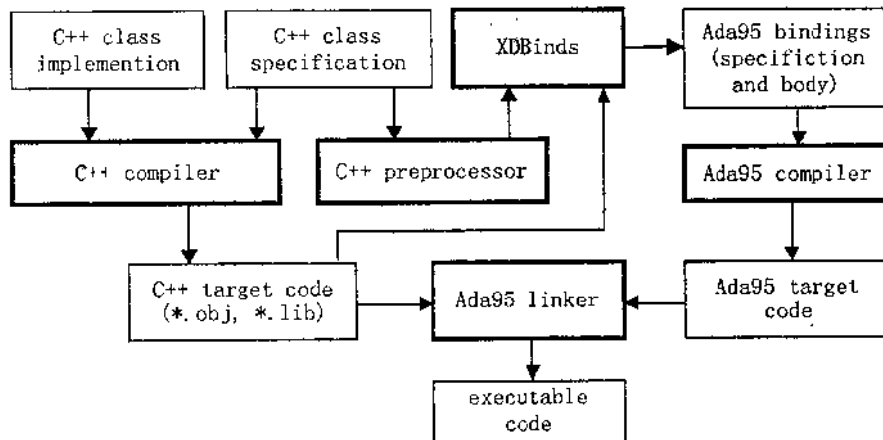 C++ class
implemention
C++ class
specification
XDBinds
Ada95 bindings
(specifiction
and body)
C++ compiler
C++ preprocessor
Ada95 compiler
C++ target code
(*.obj, *.lib)
Ada95 linker
Ada95 target
code
executable
code